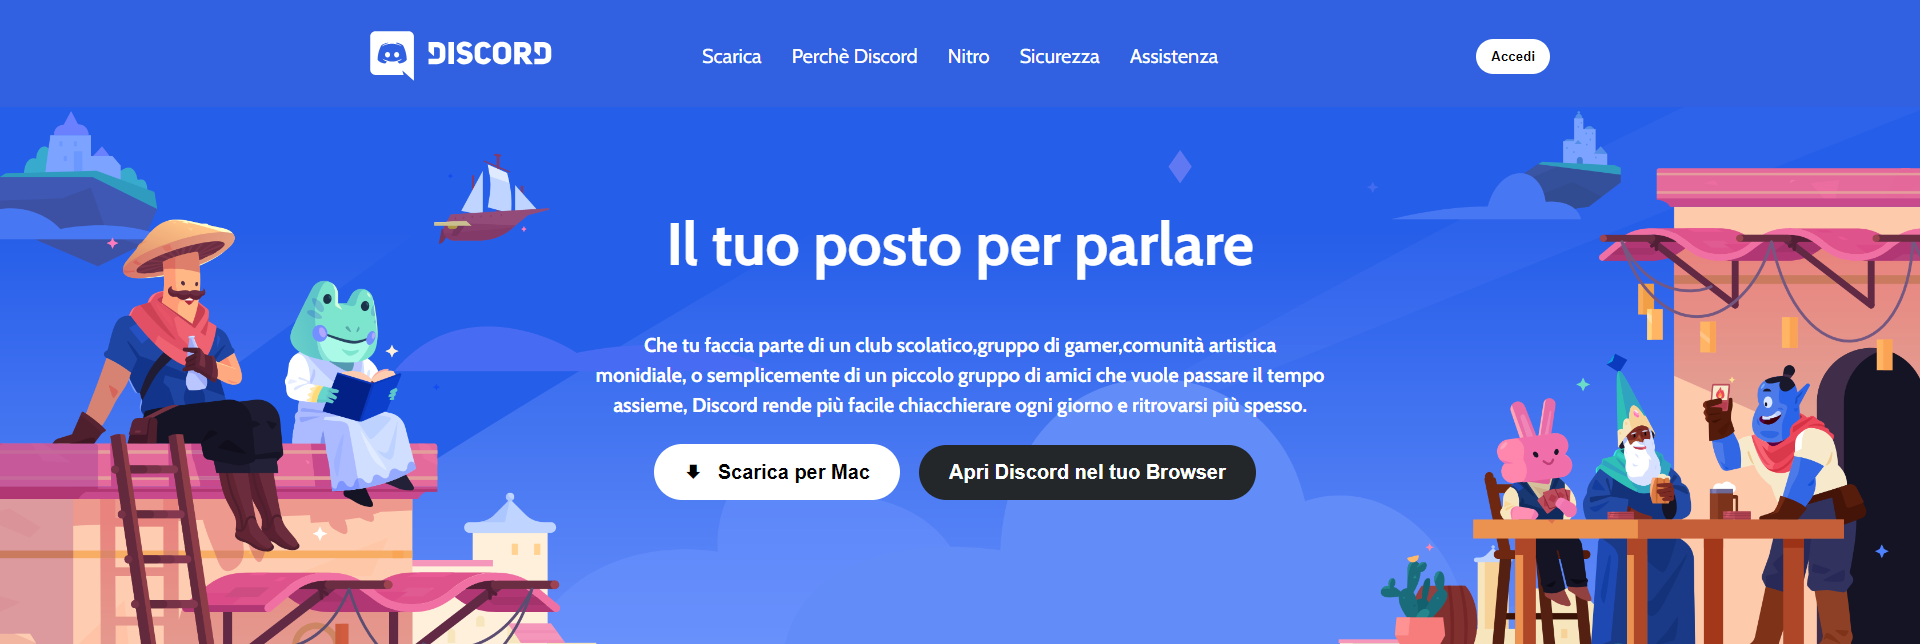 DISCORD
Scarica Perchè Discord Nitro Sicurezza Assistenza
Accedi
Il tuo posto per parlare
Che tu faccia parte di un club scolatico,gruppo di gamer,comunità artistica
mondiale, o semplicemente di un piccolo gruppo di amici che vuole passare il tempo
assieme, Discord rende più facile chiacchierare ogni giorno e ritrovarsi più spesso.
Scarica per Mac
Apri Discord nel tuo Browser